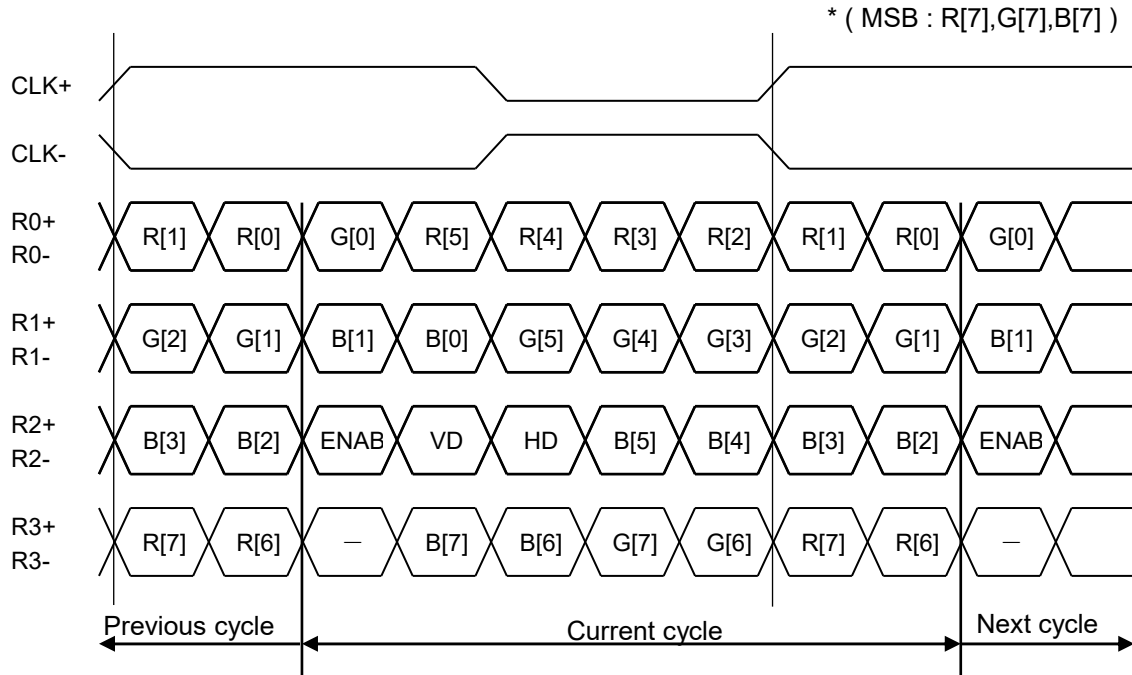 * ( MSB : R[7],G[7],B[7] )
CLK+
CLK-
R0+
R0-
R[1] R[0] G[0] R[5] R[4] R[3] R[2] R[1] R[0] G[0]
R1+
R1-
G[2] G[1] B[1] B[0] G[5] G[4] G[3] G[2] G[1] B[1]
R2+
R2-
B[3] B[2] ENAB VD HD B[5] B[4] B[3] B[2] ENAB
R3+
R3-
R[7] R[6] — B[7] B[6] G[7] G[6] R[7] R[6] —
Previous cycle Current cycle Next cycle